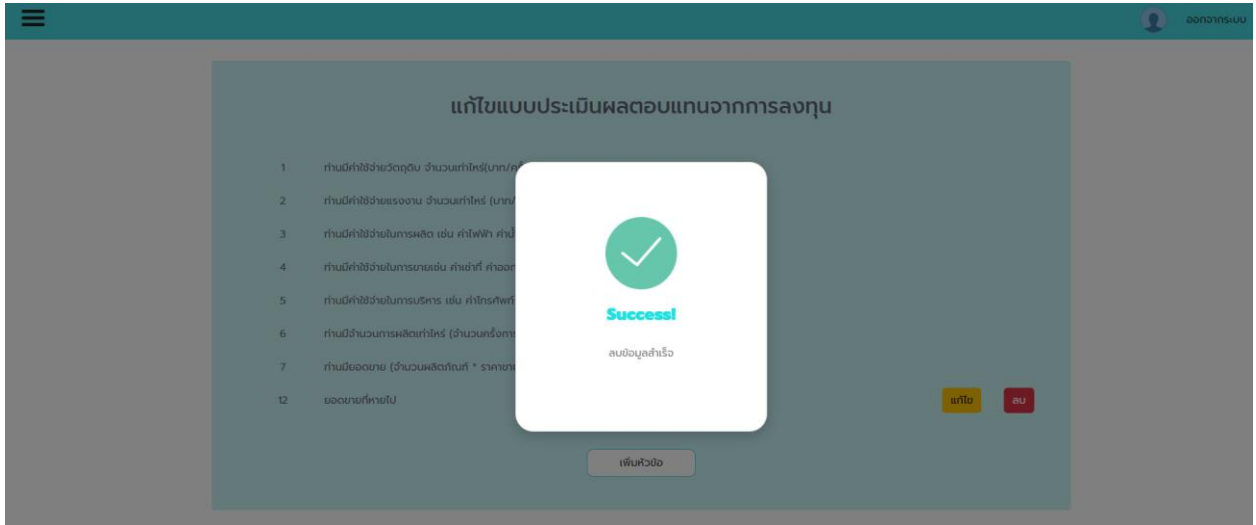 ออกจากระบบ
แก้ไขแบบประเมินผลตอบแทนจากการลงทุน
1 ท่านมีค่าใช้จ่ายวัตถุดิบ จำนวนเท่าไหร่(บาท/ครั้
2 ท่านมีค่าใช้จ่ายแรงงาน จำนวนเท่าไหร่ (บาท/
3 ท่านมีค่าใช้จ่ายในการผลิต เช่น ค่าไฟฟ้า ค่าน้ำ
4 ท่านมีค่าใช้จ่ายในการขายเช่น ค่าเช่าที่ ค่าออก
5 ท่านมีค่าใช้จ่ายในการบริหาร เช่น ค่าโทรศัพท์
6 ท่านมีจำนวนการผลิตเท่าไหร่ (จำนวนครั้งการ
7 ท่านมียอดขาย (จำนวนผลิตภัณฑ์ * ราคาขาย
12 ยอดขายที่หายไป แก้ไข ลบ
Success!
ลบข้อมูลสำเร็จ
เพิ่มหัวข้อ